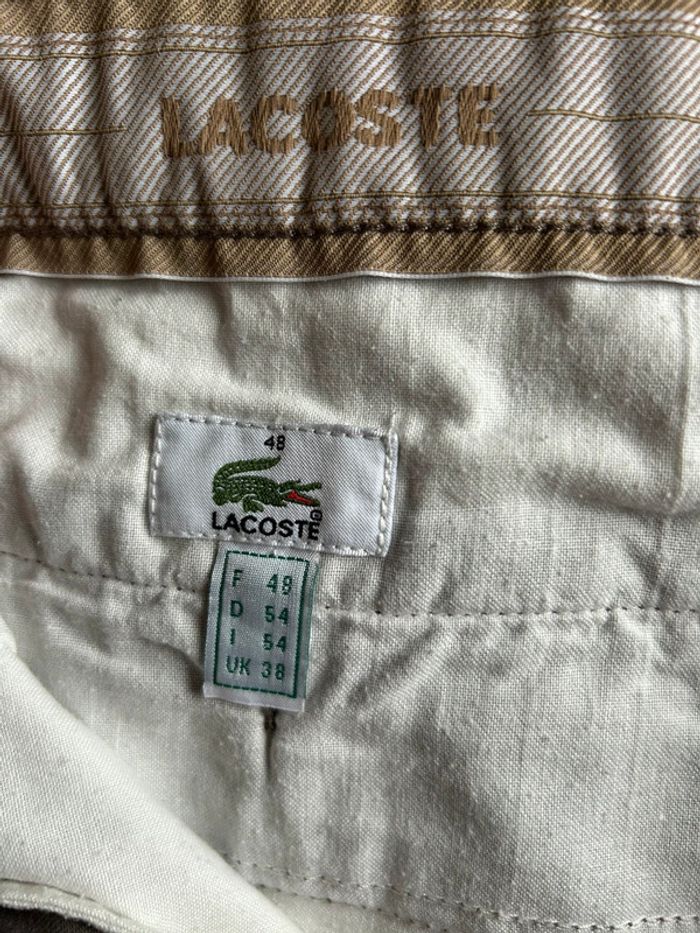 LACOSTE
48
LACOSTE®
F 48
D 54
I 54
UK 38